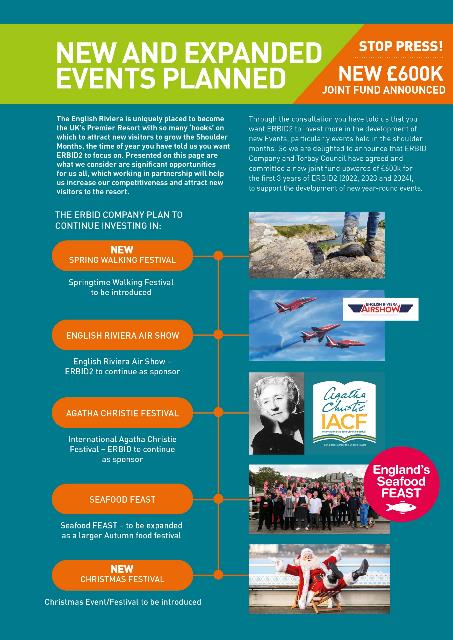 NEW AND EXPANDED
EVENTS PLANNED
STOP PRESS!
NEW £600K
JOINT FUND ANNOUNCED
The English Riviera is uniquely placed to become
the UK's Premier Resort with so many 'hooks' on
which to attract new visitors to grow the Shoulder
Months, the time of year you have told us you want
ERBID2 to focus on. Presented on this page are
what we consider are significant opportunities
for us all, which working in partnership will help
us increase our competitiveness and attract new
visitors to the resort.
Through the consultation you have told us that you
want ERBID2 to invest more in the development of
new Events, particularly events held in the shoulder
months. So we are delighted to announce that ERBID
Company and Torbay Council have agreed and
committed a new joint fund upwards of £600k for
the first 3 years of ERBID2 (2022, 2023 and 2024),
to support the development of new year-round events.
THE ERBID COMPANY PLAN TO
CONTINUE INVESTING IN:
NEW
SPRING WALKING FESTIVAL
Springtime Walking Festival
to be introduced
ENGLISH RIVIERA AIR SHOW
English Riviera Air Show –
ERBID2 to continue as sponsor
ENGLISH RIVIERA
AIRSHOW
AGATHA CHRISTIE FESTIVAL
International Agatha Christie
Festival – ERBID to continue
as sponsor
Agatha
Christie
IACF
SEAFOOD FEAST
Seafood FEAST – to be expanded
as a larger Autumn food festival
England's
Seafood
FEAST
NEW
CHRISTMAS FESTIVAL
Christmas Event/Festival to be introduced